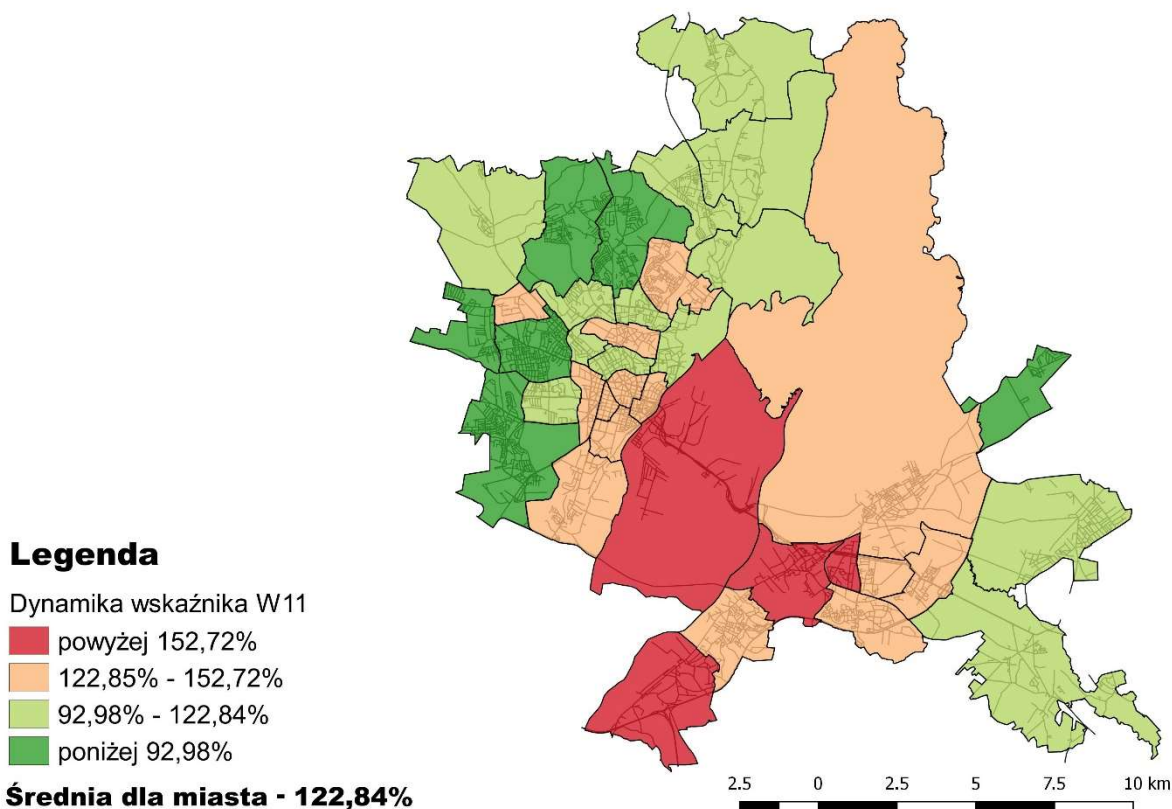 Legenda
Dynamika wskaźnika W11
powyżej 152,72%
122,85% - 152,72%
92,98% - 122,84%
poniżej 92,98%
Średnia dla miasta - 122,84%
2.5 0 2.5 5 7.5 10 km